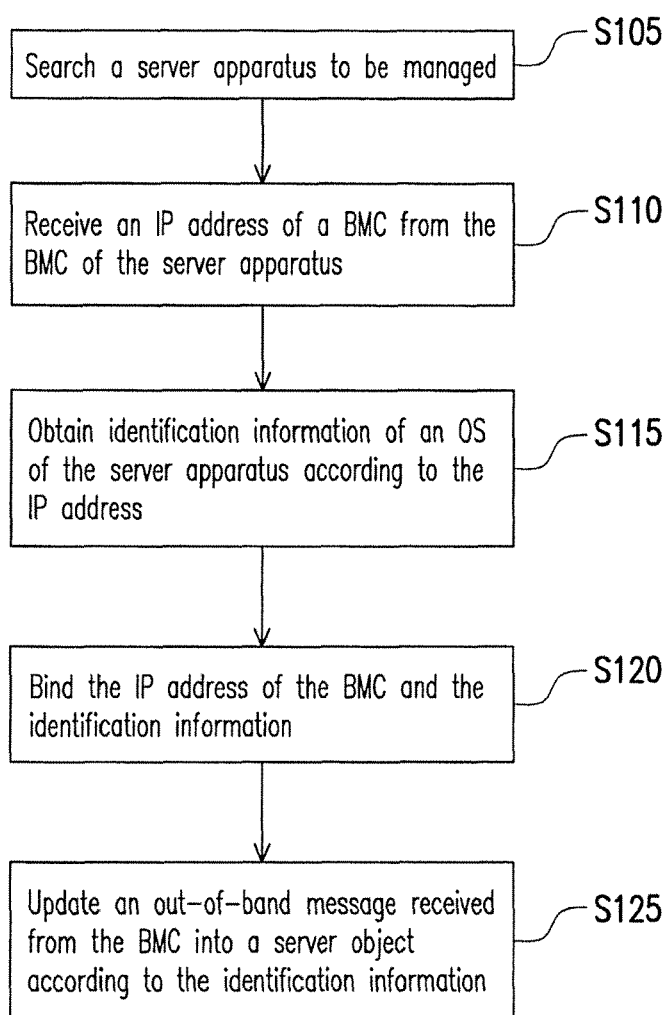 S105
Search a server apparatus to be managed
S110
Receive an IP address of a BMC from the
BMC of the server apparatus
S115
Obtain identification information of an OS
of the server apparatus according to the
IP address
S120
Bind the IP address of the BMC and the
identification information
S125
Update an out-of-band message received
from the BMC into a server object
according to the identification information